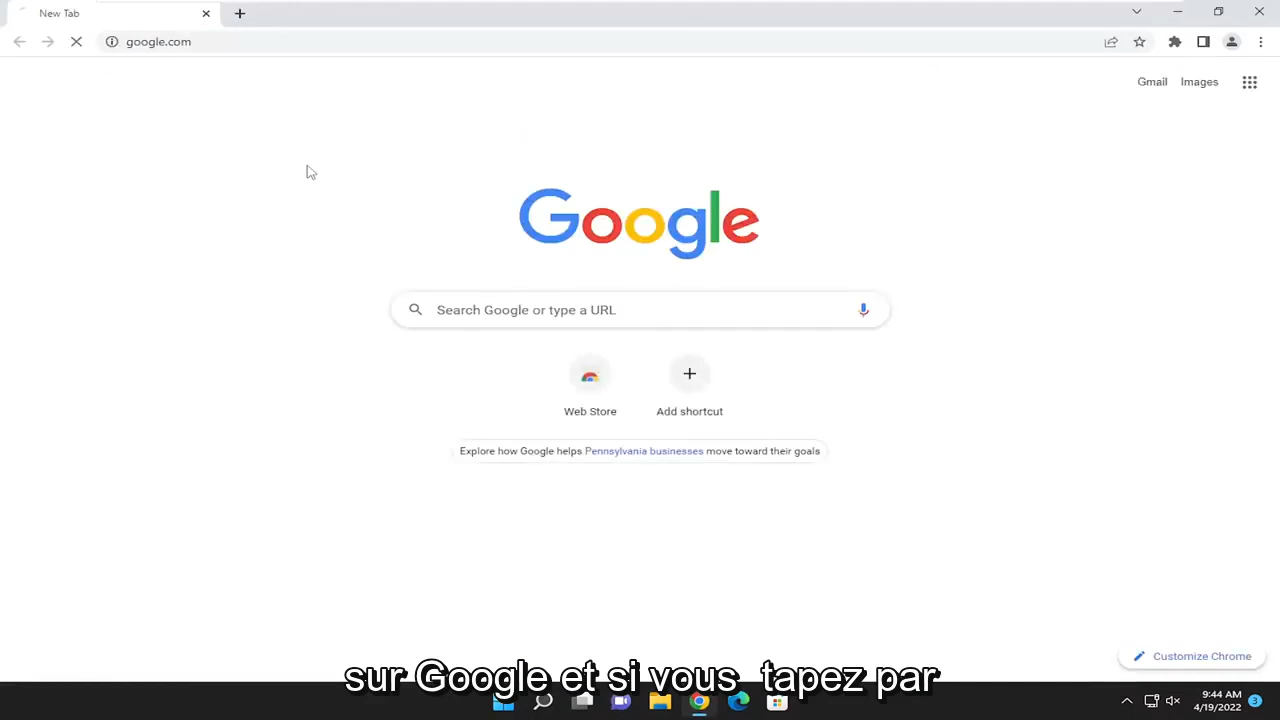 New Tab
google.com
Gmail Images
Google
Search Google or type a URL
Web Store
Add shortcut
Explore how Google helps Pennsylvania businesses move toward their goals
Customize Chrome
sur Google et si vous tapez par
9:44 AM
4/19/2022
3